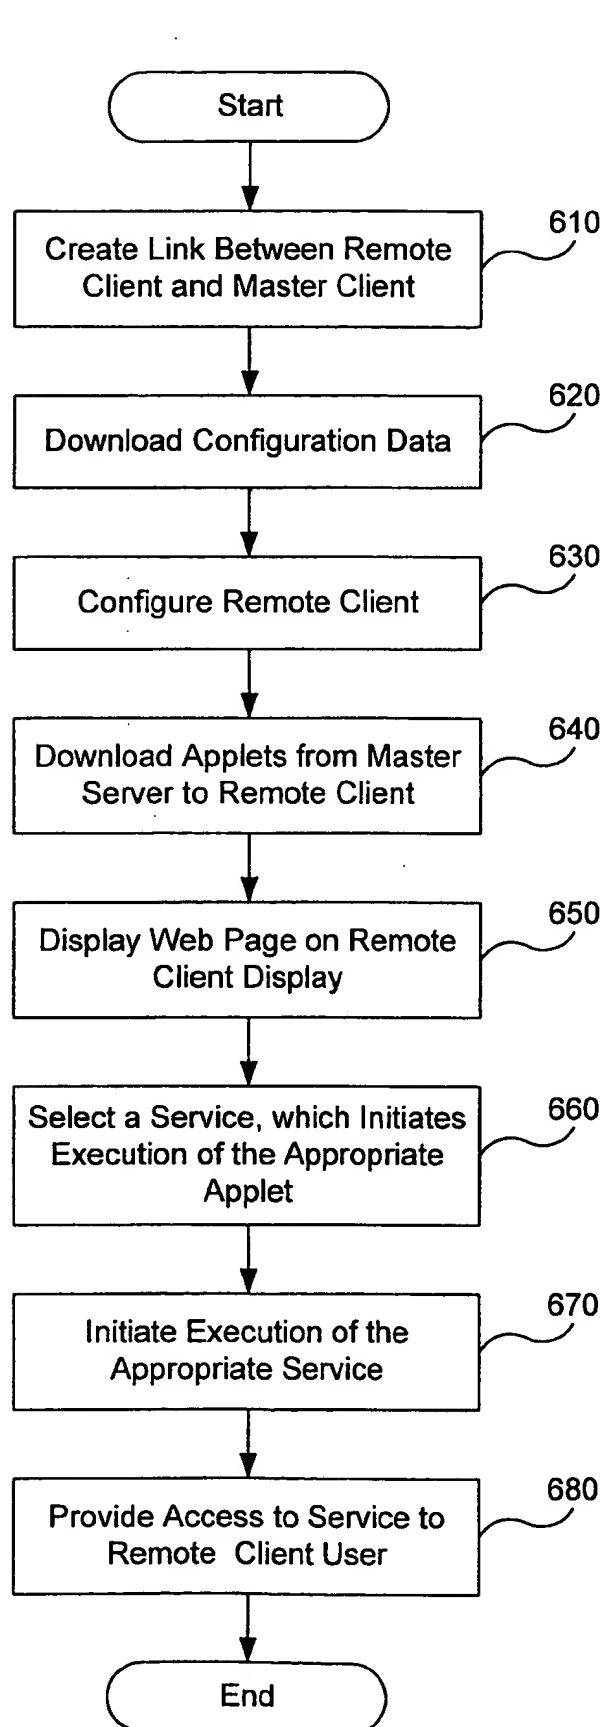 Start
610
Create Link Between Remote
Client and Master Client
620
Download Configuration Data
630
Configure Remote Client
640
Download Applets from Master
Server to Remote Client
650
Display Web Page on Remote
Client Display
660
Select a Service, which Initiates
Execution of the Appropriate
Applet
670
Initiate Execution of the
Appropriate Service
680
Provide Access to Service to
Remote Client User
End